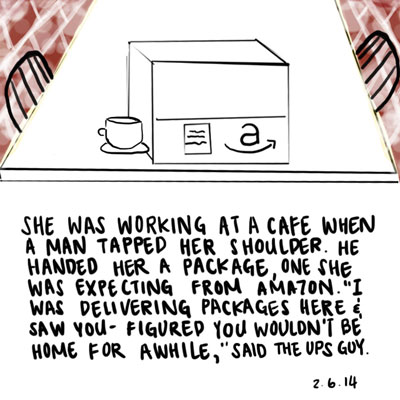 a
SHE WAS WORKING AT A CAFE WHEN
A MAN TAPPED HER SHOULDER. HE
HANDED HER A PACKAGE, ONE SHE
WAS EXPECTING FROM AMAZON. "I
WAS DELIVERING PACKAGES HERE &
SAW YOU- FIGURED YOU WOULDN'T BE
HOME FOR AWHILE," SAID THE UPS GUY.
2.6.14